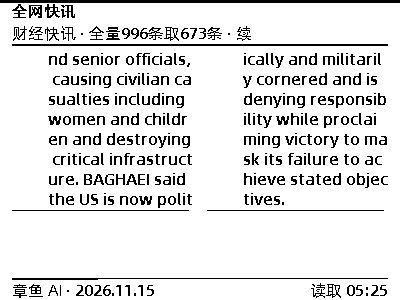 全网快讯
财经快讯 · 全量996条取673条 · 续
nd senior officials,
causing civilian ca
sualties including
women and childr
en and destroying
critical infrastruct
ure. BAGHAEI said
the US is now polit
ically and militaril
y cornered and is
denying responsib
ility while proclai
ming victory to ma
sk its failure to ac
hieve stated objec
tives.
章鱼 AI · 2026.11.15
读取 05:25